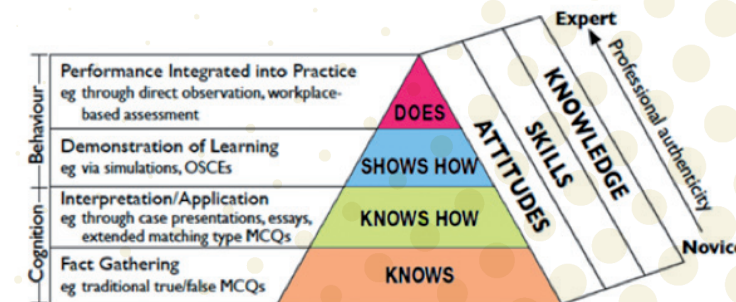 Expert
Performance Integrated into Practice
eg through direct observation, workplace-
based assessment
DOES
Demonstration of Learning
eg via simulations, OSCEs
SHOWS HOW
Interpretation/Application
eg through case presentations, essays,
extended matching type MCQs
KNOWS HOW
Fact Gathering
eg traditional true/false MCQs
KNOWS
Behaviour
Cognition
ATTITUDES
SKILLS
KNOWLEDGE
Professional authenticity
Novice